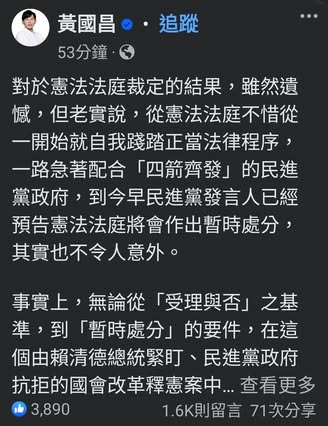 黃國昌 · 追蹤
53分鐘 ·
對於憲法法庭裁定的結果，雖然遺
憾，但老實說，從憲法法庭不惜從
一開始就自我踐踏正當法律程序，
一路急著配合「四箭齊發」的民進
黨政府，到今早民進黨發言人已經
預告憲法法庭將會作出暫時處分，
其實也不令人意外。
事實上，無論從「受理與否」之基
準，到「暫時處分」的要件，在這
個由賴清德總統緊盯、民進黨政府
抗拒的國會改革釋憲案中... 查看更多
3,890 1.6K則留言 71次分享